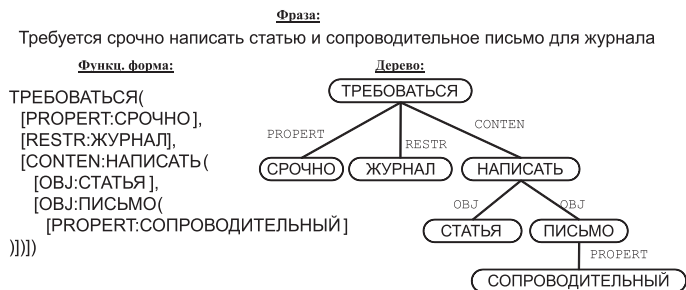 Фраза:
Требуется срочно написать статью и сопроводительное письмо для журнала
Функц. форма:
ТРЕБОВАТЬСЯ(
[PROPERT:СРОЧНО],
[RESTR:ЖУРНАЛ],
[CONTEN:НАПИСАТЬ(
[OBJ:СТАТЬЯ],
[OBJ:ПИСЬМО(
[PROPERT:СОПРОВОДИТЕЛЬНЫЙ]
)])])
Дерево:
ТРЕБОВАТЬСЯ
PROPERT RESTR CONTEN
СРОЧНО ЖУРНАЛ НАПИСАТЬ
OBJ OBJ
СТАТЬЯ ПИСЬМО
PROPERT
СОПРОВОДИТЕЛЬНЫЙ